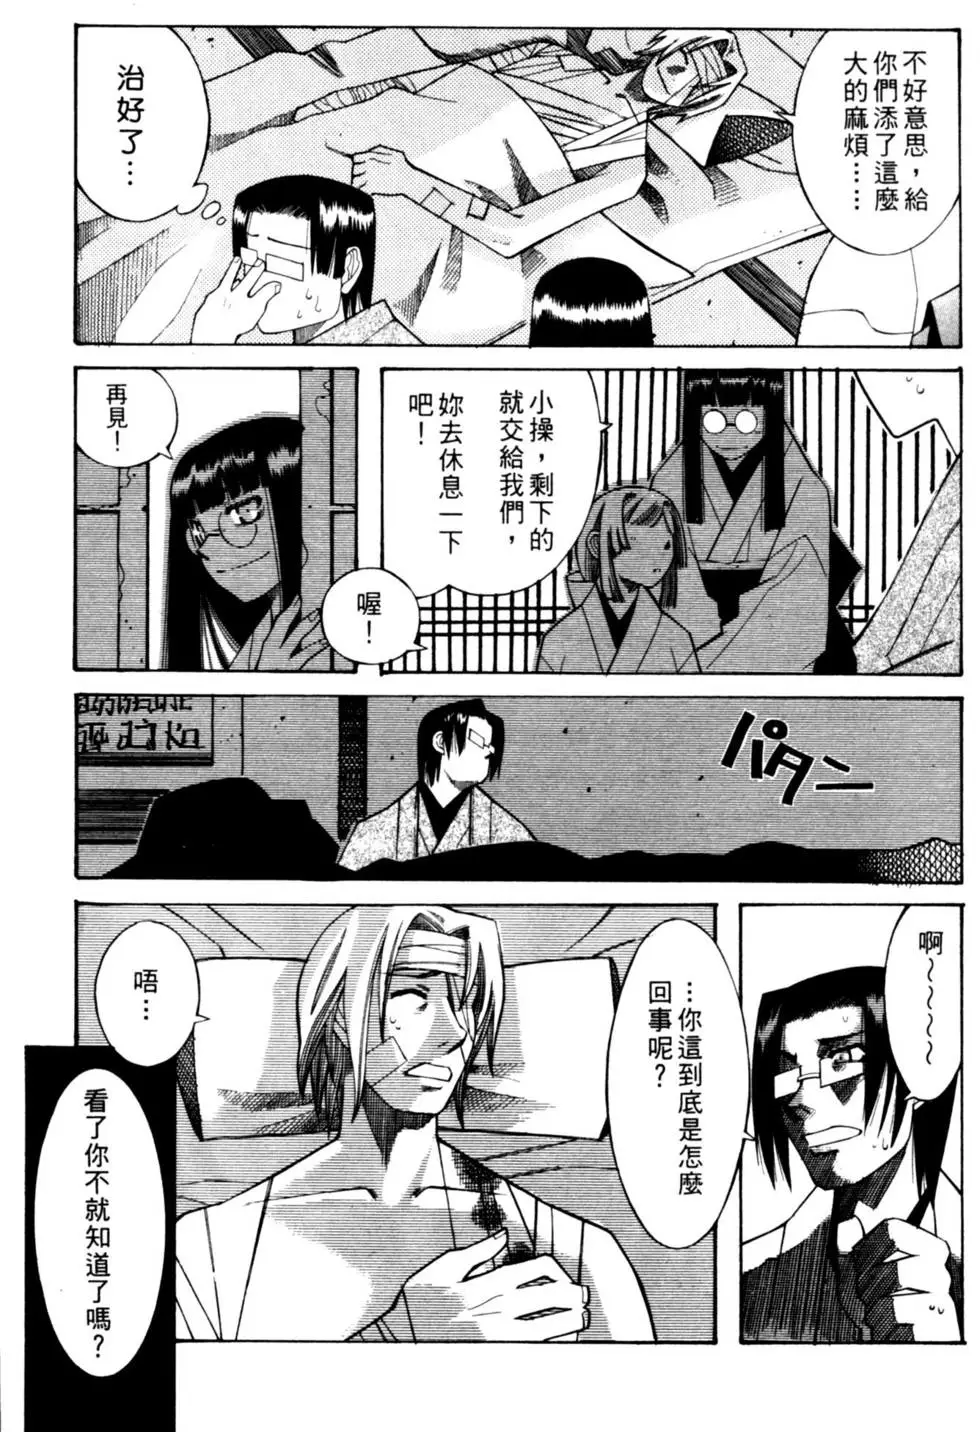 不好意思，給
你們添了這麼
大的麻煩……
治好了…
小操，剩下的
就交給我們，
妳去休息一下
吧！
喔！
再見！
パタン
啊～～～～～
…你這到底是怎麼
回事呢？
唔…
看了你不就知道了嗎？